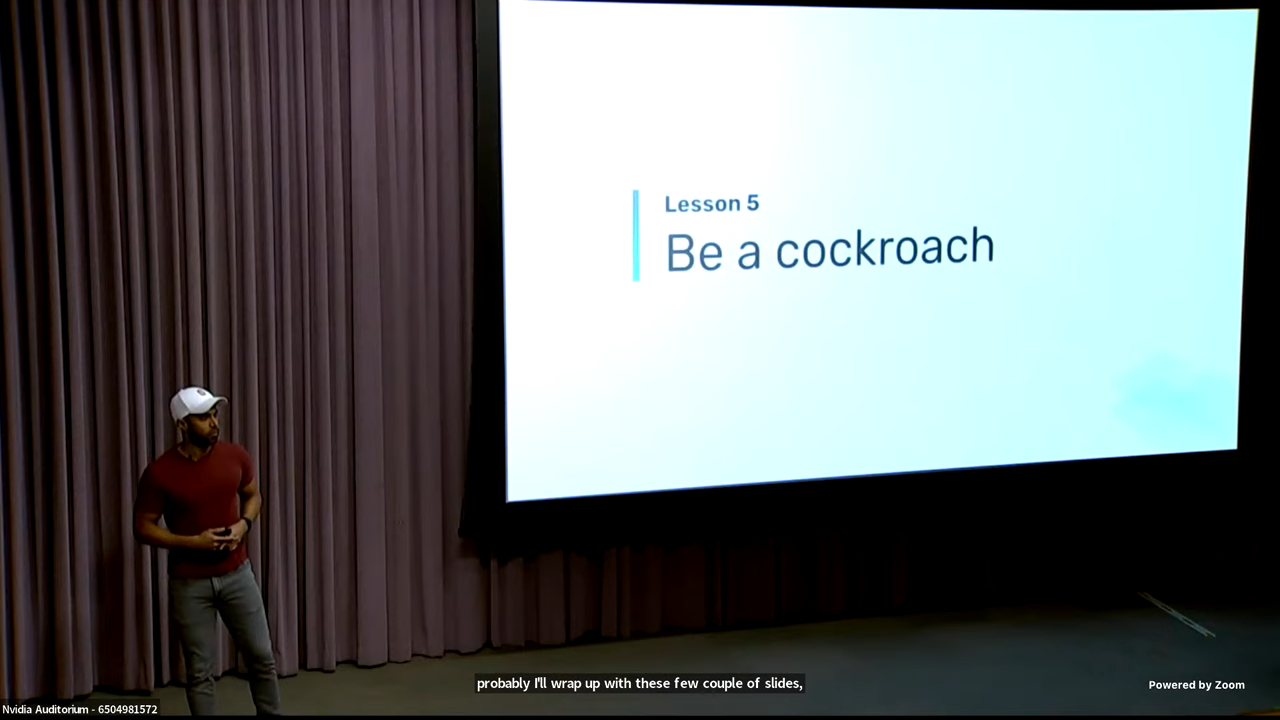 Lesson 5
Be a cockroach
probably I'll wrap up with these few couple of slides,
Powered by Zoom
Nvidia Auditorium - 6504981572